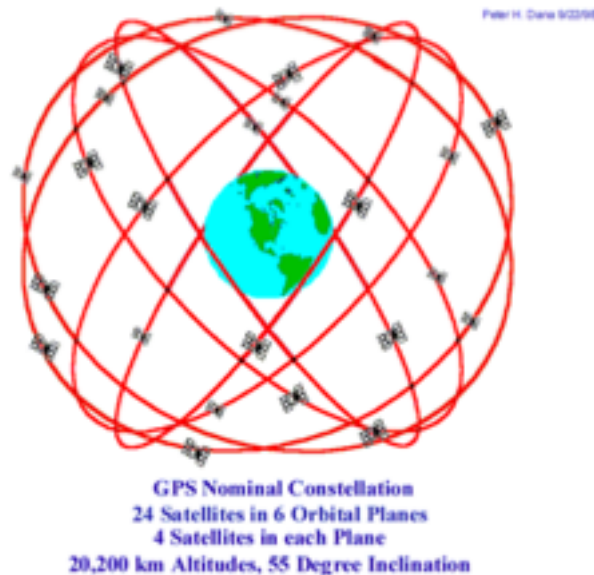 Peter H. Dana 9/22/98
GPS Nominal Constellation
24 Satellites in 6 Orbital Planes
4 Satellites in each Plane
20,200 km Altitudes, 55 Degree Inclination